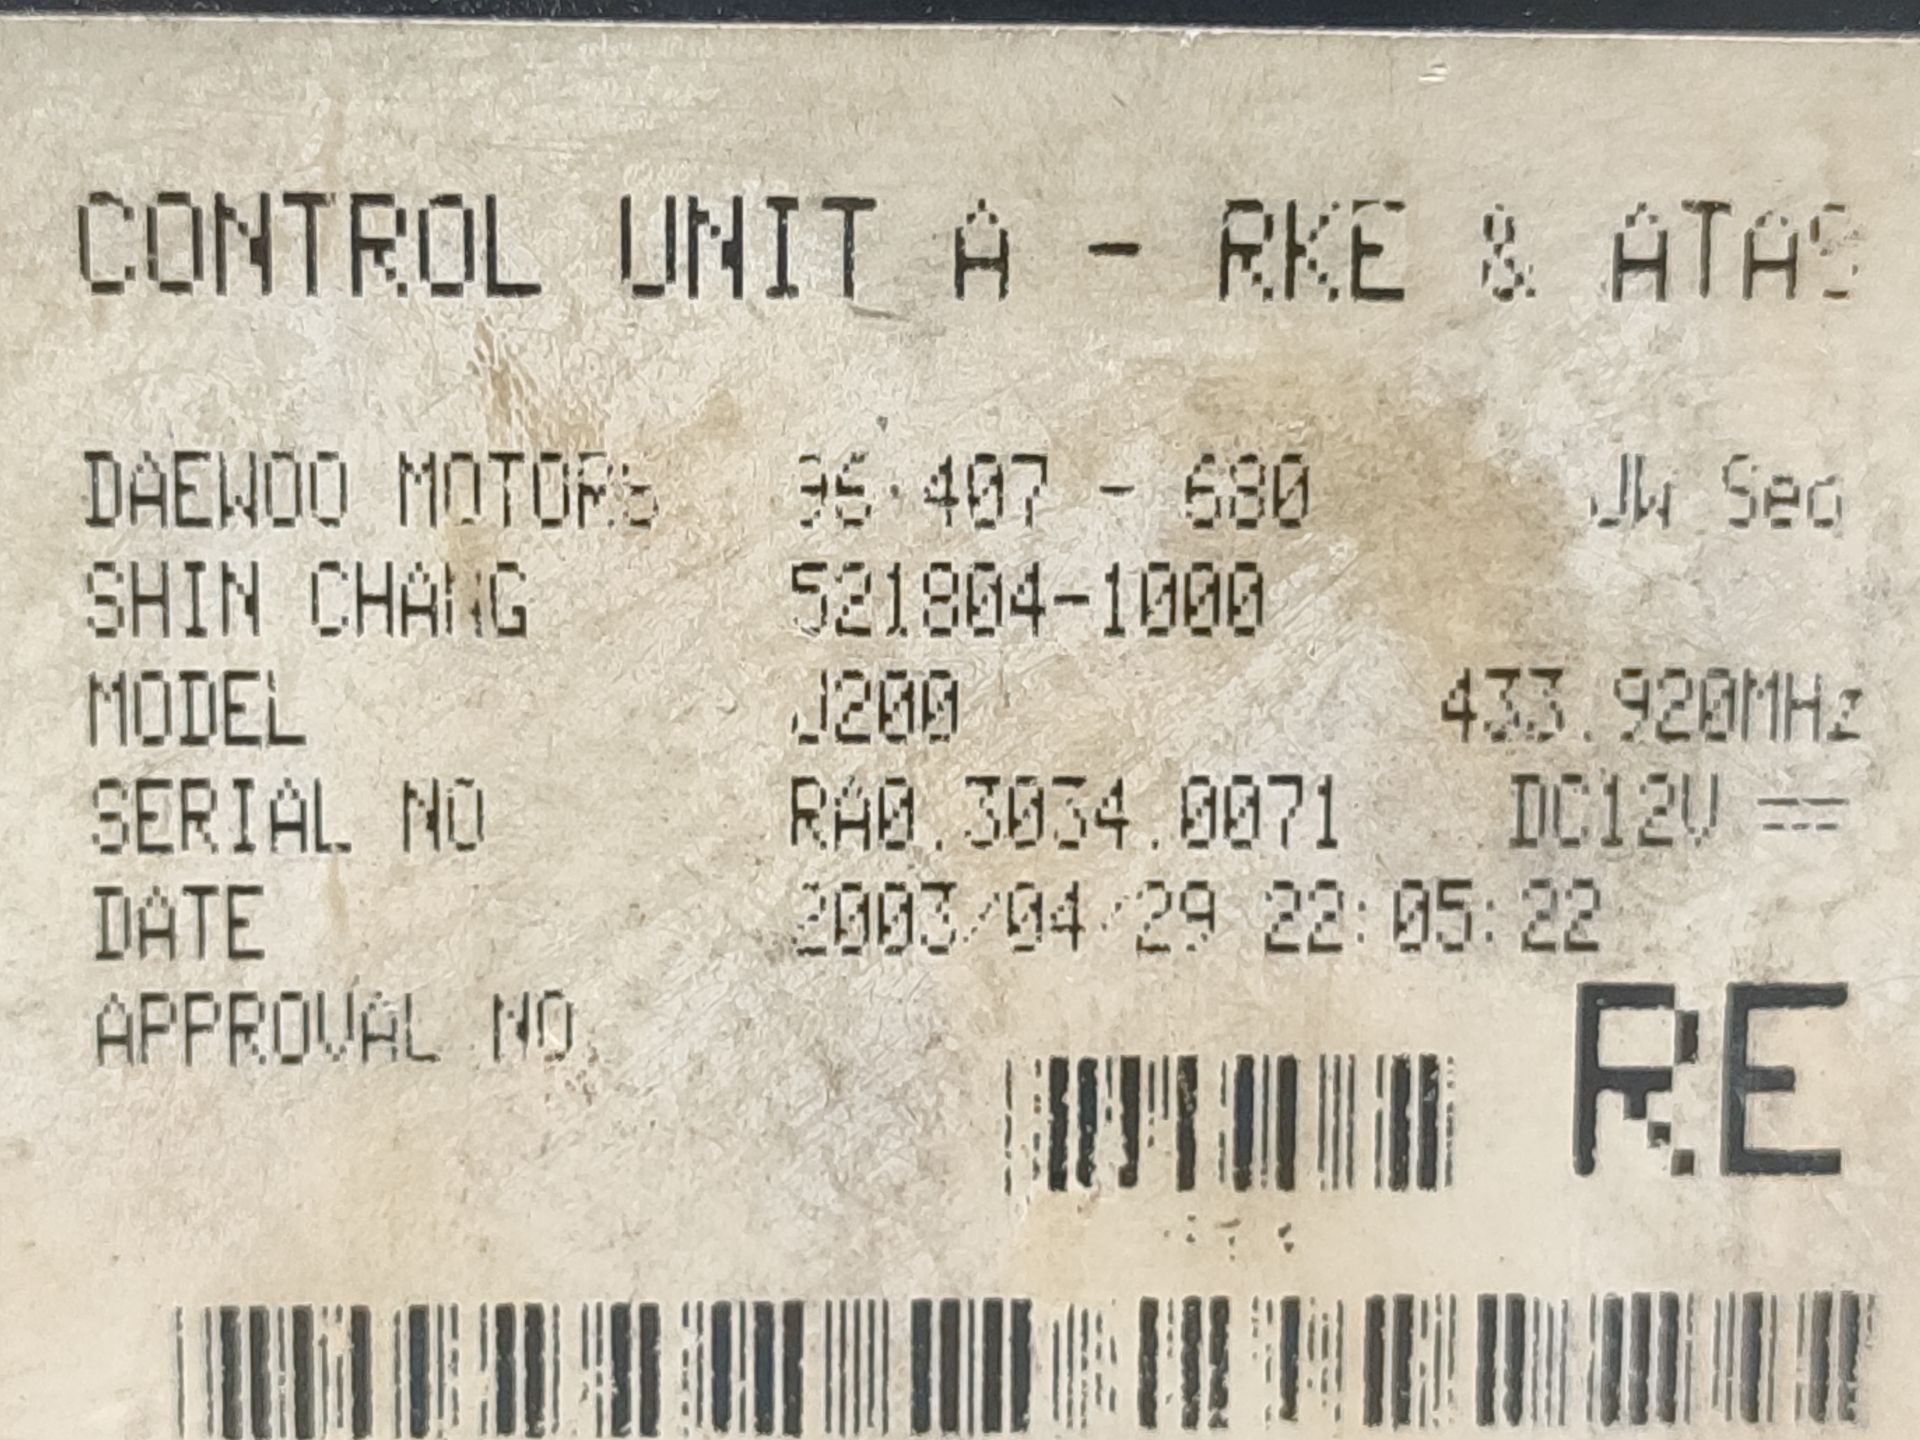 CONTROL UNIT A - RKE & ATAS
DAEWOO MOTORS 96 407 - 680 JW Seo
SHIN CHANG 521804-1000
MODEL J200 433.920MHz
SERIAL NO RA0.3034.0071 DC12V ⎓
DATE 2003/04/29 22:05:22
APPROVAL NO
RE